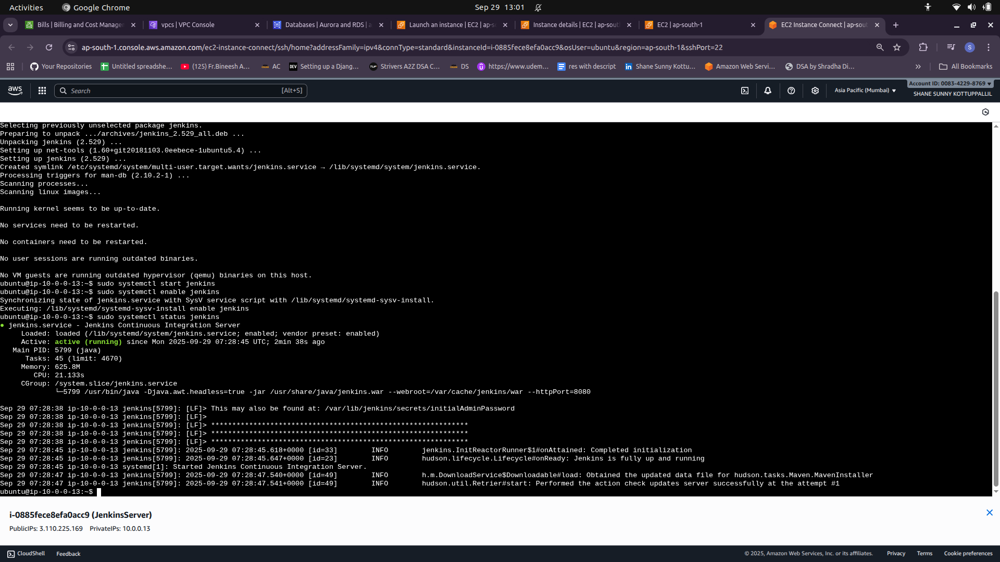 Activities
Google Chrome
Sep 29 13:01
Bills | Billing and Cost Manager
vpcs | VPC Console
Databases | Aurora and RDS | a
Launch an instance | EC2 | ap-s
Instance details | EC2 | ap-sout
EC2 | ap-south-1
EC2 Instance Connect | ap-sout
ap-south-1.console.aws.amazon.com/ec2-instance-connect/ssh/home?addressFamily=ipv4&connType=standard&instanceId=i-0885fece8efa0acc9&osUser=ubuntu&region=ap-south-1&sshPort=22
S
Your Repositories
Untitled spreadshe...
(125) Fr.Bineesh A...
AC
DEV
Setting up a Djang...
Strivers A2Z DSA C...
DS
https://www.udem...
res with descript
Shane Sunny Kottu...
Amazon Web Servi...
DSA by Shradha Di...
All Bookmarks
aws
Search
[Alt+S]
Asia Pacific (Mumbai)
Account ID: 0083-4229-8769
SHANE SUNNY KOTTUPPALLIL
Selecting previously unselected package jenkins.
Preparing to unpack .../archives/jenkins_2.529_all.deb ...
Unpacking jenkins (2.529) ...
Setting up net-tools (1.60+git20181103.0eebece-1ubuntu5.4) ...
Setting up jenkins (2.529) ...
Created symlink /etc/systemd/system/multi-user.target.wants/jenkins.service → /lib/systemd/system/jenkins.service.
Processing triggers for man-db (2.10.2-1) ...
Scanning processes...
Scanning linux images...
Running kernel seems to be up-to-date.
No services need to be restarted.
No containers need to be restarted.
No user sessions are running outdated binaries.
No VM guests are running outdated hypervisor (qemu) binaries on this host.
ubuntu@ip-10-0-0-13:~$ sudo systemctl start jenkins
ubuntu@ip-10-0-0-13:~$ sudo systemctl enable jenkins
Synchronizing state of jenkins.service with SysV service script with /lib/systemd/systemd-sysv-install.
Executing: /lib/systemd/systemd-sysv-install enable jenkins
ubuntu@ip-10-0-0-13:~$ sudo systemctl status jenkins
● jenkins.service - Jenkins Continuous Integration Server
Loaded: loaded (/lib/systemd/system/jenkins.service; enabled; vendor preset: enabled)
Active: active (running) since Mon 2025-09-29 07:28:45 UTC; 2min 38s ago
Main PID: 5799 (java)
Tasks: 45 (limit: 4670)
Memory: 625.8M
CPU: 21.133s
CGroup: /system.slice/jenkins.service
└─5799 /usr/bin/java -Djava.awt.headless=true -jar /usr/share/java/jenkins.war --webroot=/var/cache/jenkins/war --httpPort=8080
Sep 29 07:28:38 ip-10-0-0-13 jenkins[5799]: [LF]> This may also be found at: /var/lib/jenkins/secrets/initialAdminPassword
Sep 29 07:28:38 ip-10-0-0-13 jenkins[5799]: [LF]>
Sep 29 07:28:38 ip-10-0-0-13 jenkins[5799]: [LF]> *************************************************************
Sep 29 07:28:38 ip-10-0-0-13 jenkins[5799]: [LF]> *************************************************************
Sep 29 07:28:38 ip-10-0-0-13 jenkins[5799]: [LF]> *************************************************************
Sep 29 07:28:45 ip-10-0-0-13 jenkins[5799]: 2025-09-29 07:28:45.618+0000 [id=33] INFO jenkins.InitReactorRunner$1#onAttained: Completed initialization
Sep 29 07:28:45 ip-10-0-0-13 jenkins[5799]: 2025-09-29 07:28:45.647+0000 [id=23] INFO hudson.lifecycle.Lifecycle#onReady: Jenkins is fully up and running
Sep 29 07:28:45 ip-10-0-0-13 systemd[1]: Started Jenkins Continuous Integration Server.
Sep 29 07:28:47 ip-10-0-0-13 jenkins[5799]: 2025-09-29 07:28:47.540+0000 [id=49] INFO h.m.DownloadService$Downloadable#load: Obtained the updated data file for hudson.tasks.Maven.MavenInstaller
Sep 29 07:28:47 ip-10-0-0-13 jenkins[5799]: 2025-09-29 07:28:47.541+0000 [id=49] INFO hudson.util.Retrier#start: Performed the action check updates server successfully at the attempt #1
ubuntu@ip-10-0-0-13:~$
i-0885fece8efa0acc9 (JenkinsServer)
PublicIPs: 3.110.225.169 PrivateIPs: 10.0.0.13
CloudShell
Feedback
© 2025, Amazon Web Services, Inc. or its affiliates.
Privacy
Terms
Cookie preferences